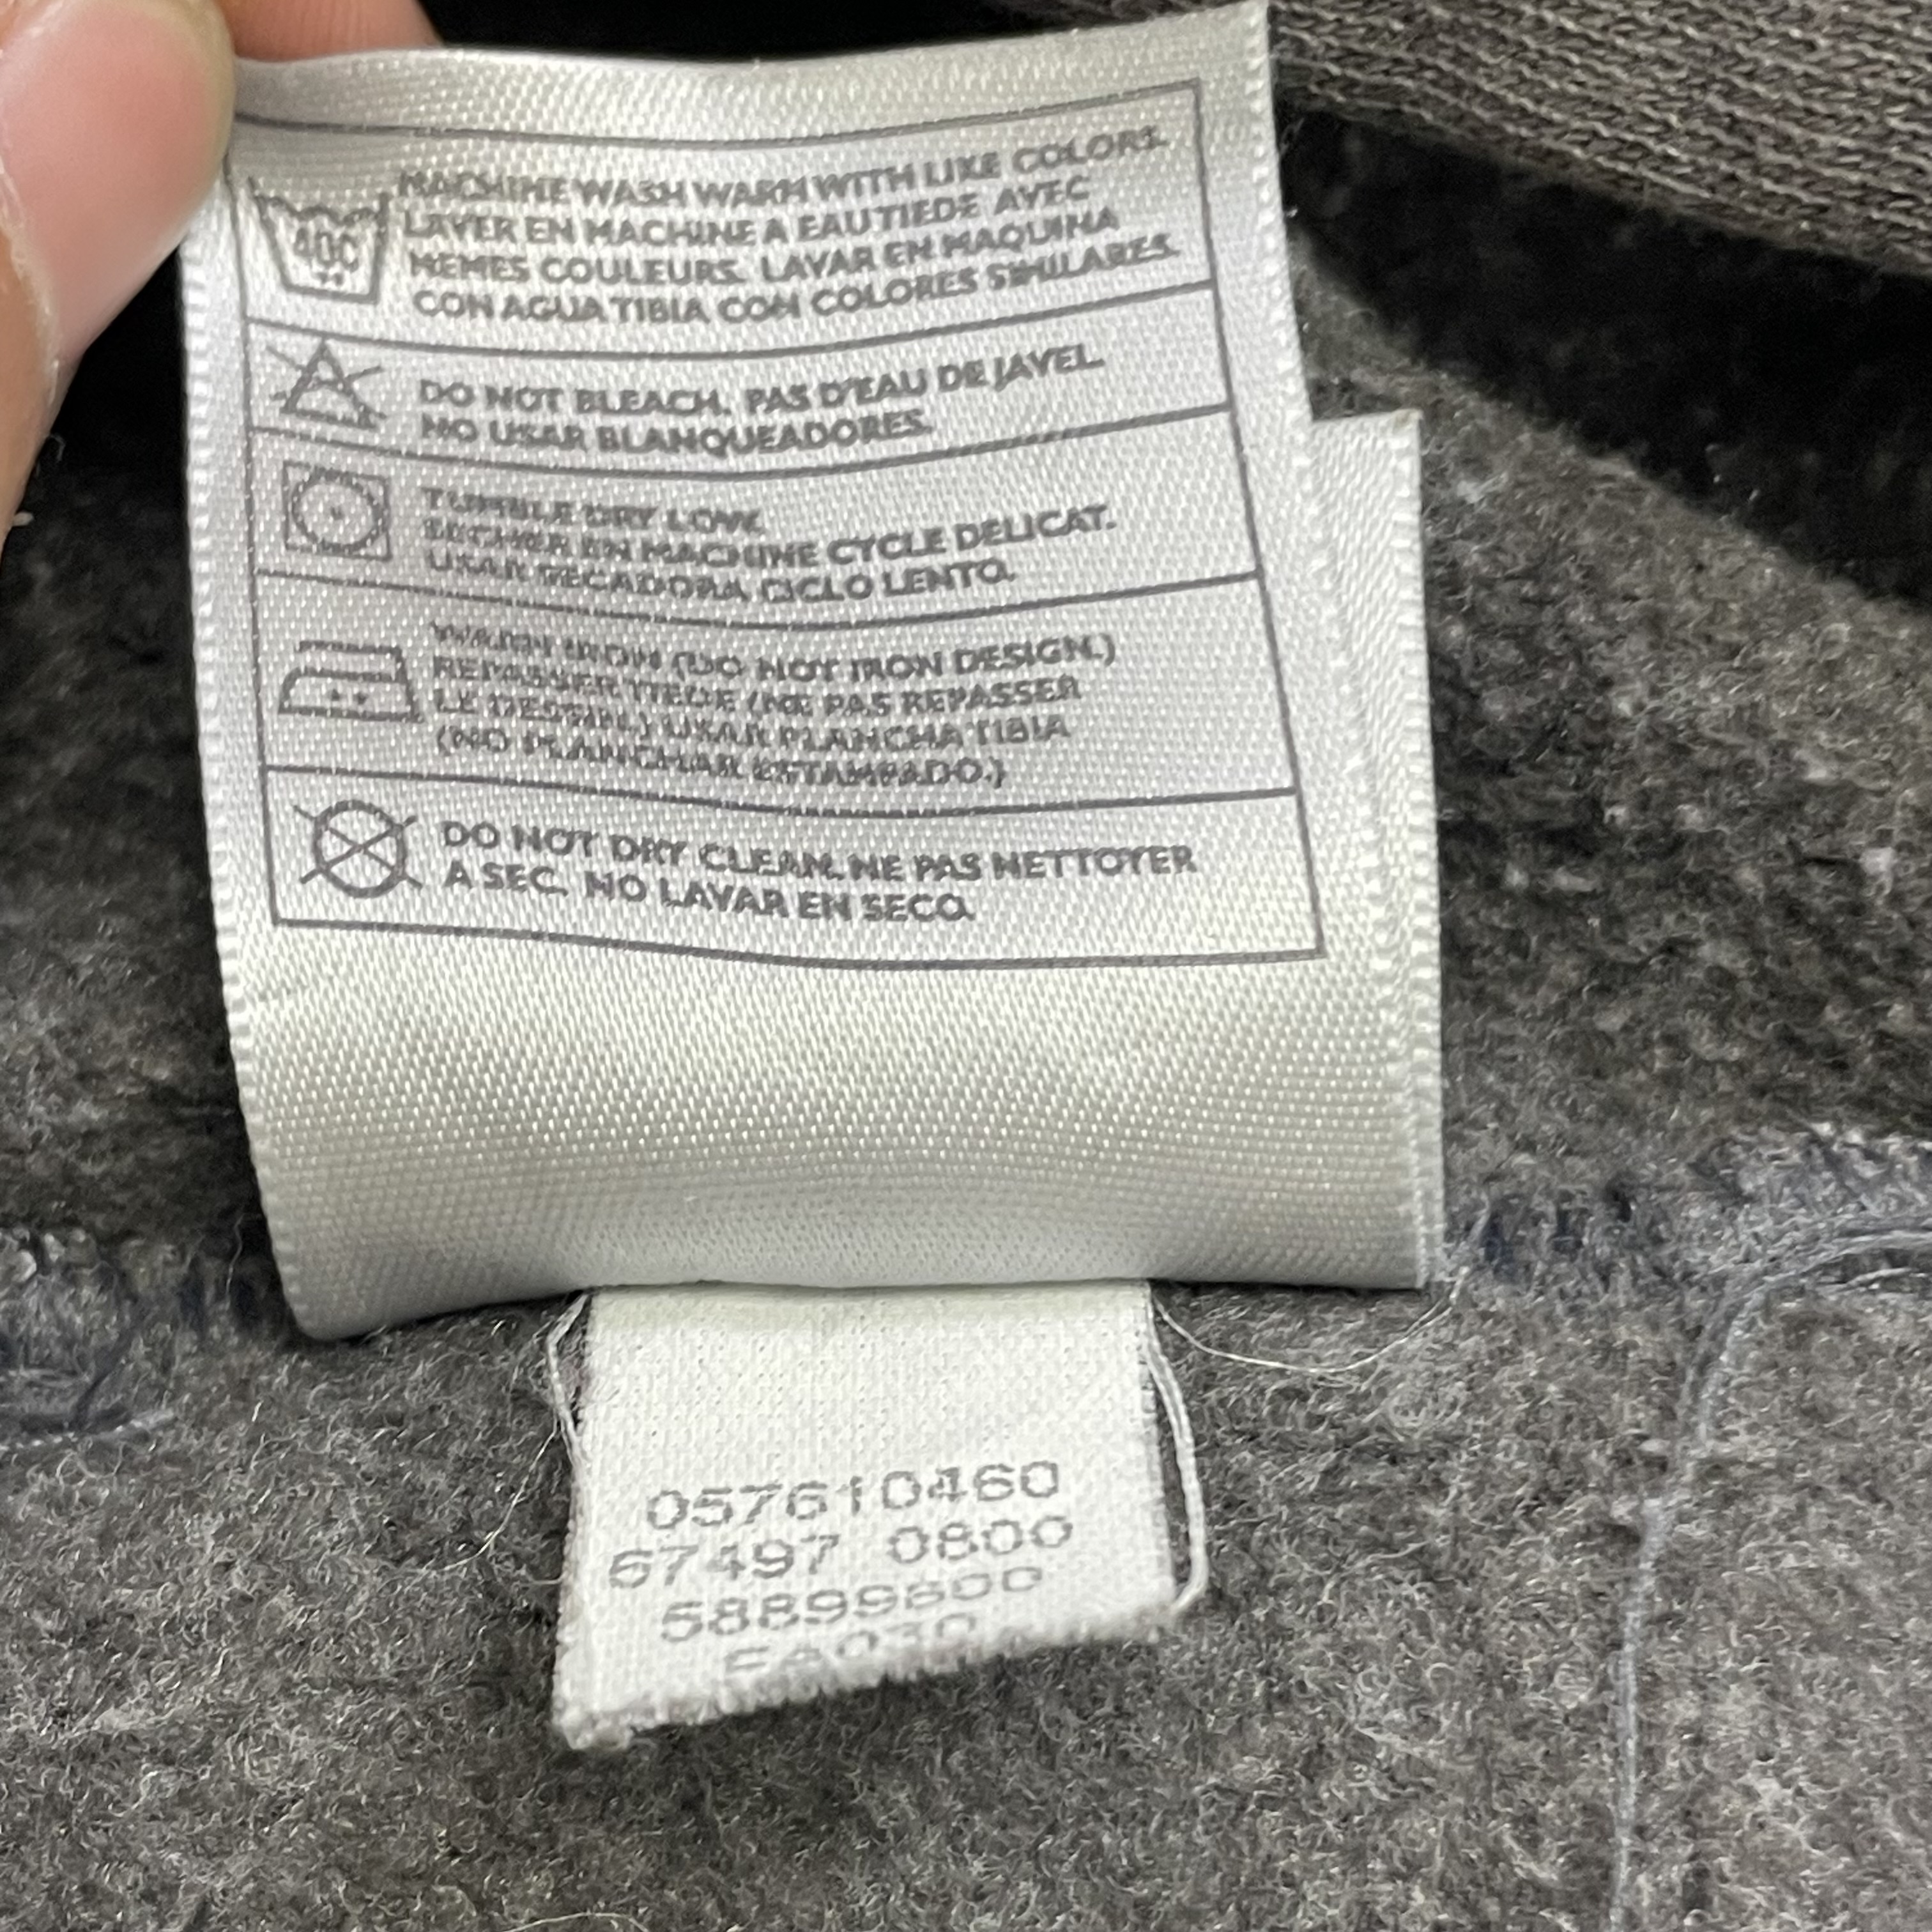 40C
MACHINE WASH WARM WITH LIKE COLORS.
LAVER EN MACHINE A EAU TIEDE AVEC
MEMES COULEURS. LAVAR EN MAQUINA
CON AGUA TIBIA CON COLORES SIMILARES.
DO NOT BLEACH. PAS D'EAU DE JAVEL.
NO USAR BLANQUEADORES.
TUMBLE DRY LOW.
SECHER EN MACHINE CYCLE DELICAT.
USAR SECADORA CICLO LENTO.
WARM IRON (DO NOT IRON DESIGN.)
REPASSER TIEDE (NE PAS REPASSER
LE DESSIN.) USAR PLANCHA TIBIA
(NO PLANCHAR ESTAMPADO.)
DO NOT DRY CLEAN. NE PAS NETTOYER
A SEC. NO LAVAR EN SECO.
057610460
67497 0800
58899600